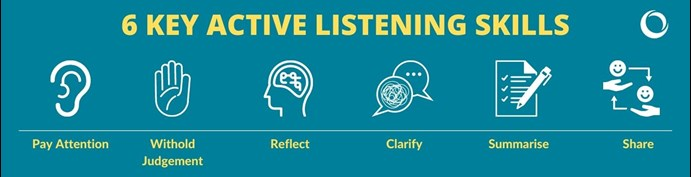 6 KEY ACTIVE LISTENING SKILLS
Pay Attention
Withold
Judgement
Reflect
Clarify
Summarise
Share